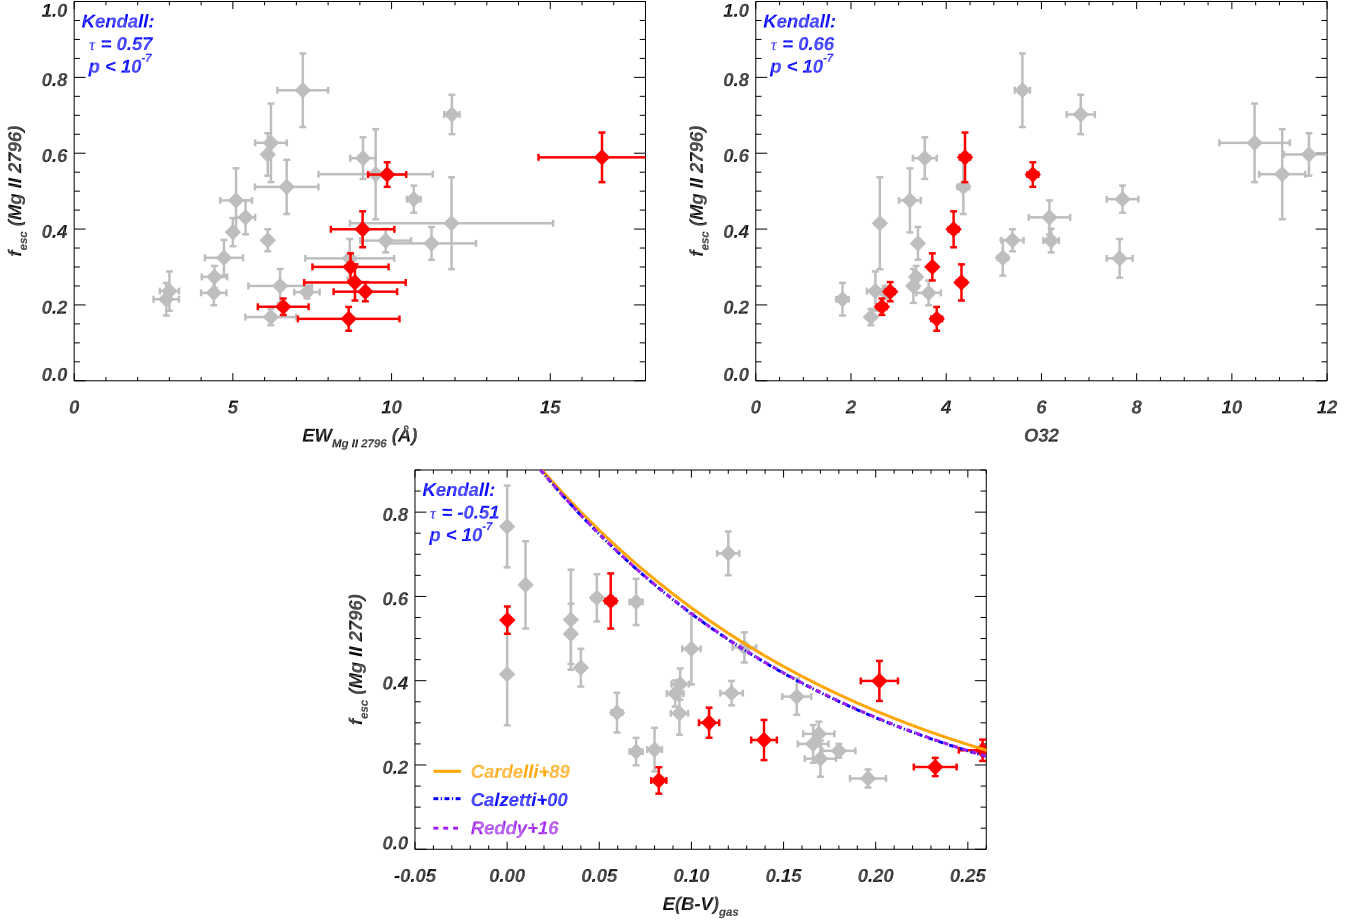 Kendall:
τ = 0.57
p < 10-7
1.0
0.8
0.6
0.4
0.2
0.0
fesc (Mg II 2796)
0 5 10 15
EWMg II 2796 (Å)
Kendall:
τ = 0.66
p < 10-7
1.0
0.8
0.6
0.4
0.2
0.0
fesc (Mg II 2796)
0 2 4 6 8 10 12
O32
Kendall:
τ = -0.51
p < 10-7
0.8
0.6
0.4
0.2
0.0
fesc (Mg II 2796)
Cardelli+89
Calzetti+00
Reddy+16
-0.05 0.00 0.05 0.10 0.15 0.20 0.25
E(B-V)gas